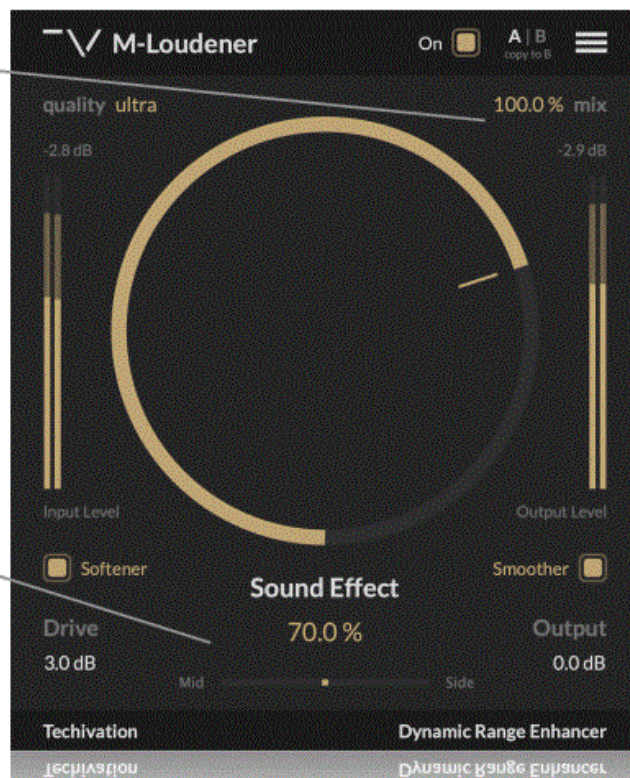 M-Loudener On A | B
copy to B
quality ultra 100.0 % mix
-2.8 dB -2.9 dB
Input Level Output Level
Softener Smoother
Sound Effect
Drive 70.0 % Output
3.0 dB 0.0 dB
Mid Side
Techivation Dynamic Range Enhancer
Techivation Dynamic Range Enhancer